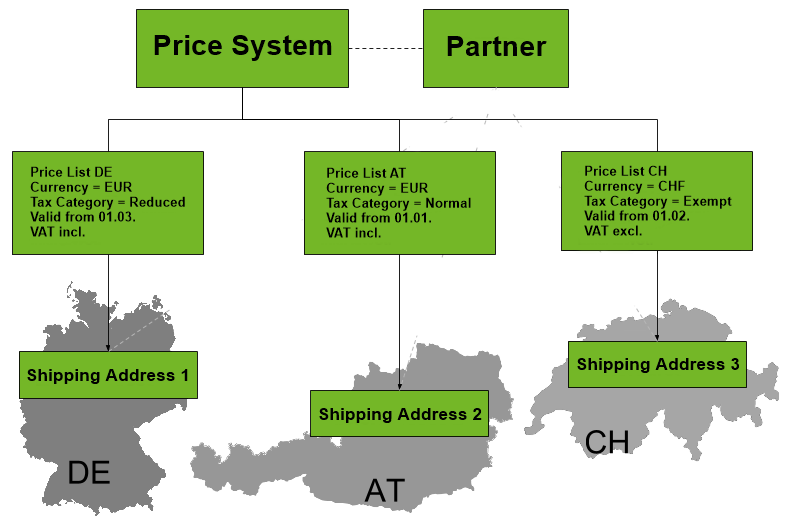 Price System
Partner
Price List DE
Currency = EUR
Tax Category = Reduced
Valid from 01.03.
VAT incl.
Price List AT
Currency = EUR
Tax Category = Normal
Valid from 01.01.
VAT incl.
Price List CH
Currency = CHF
Tax Category = Exempt
Valid from 01.02.
VAT excl.
Shipping Address 1
Shipping Address 2
Shipping Address 3
DE
AT
CH